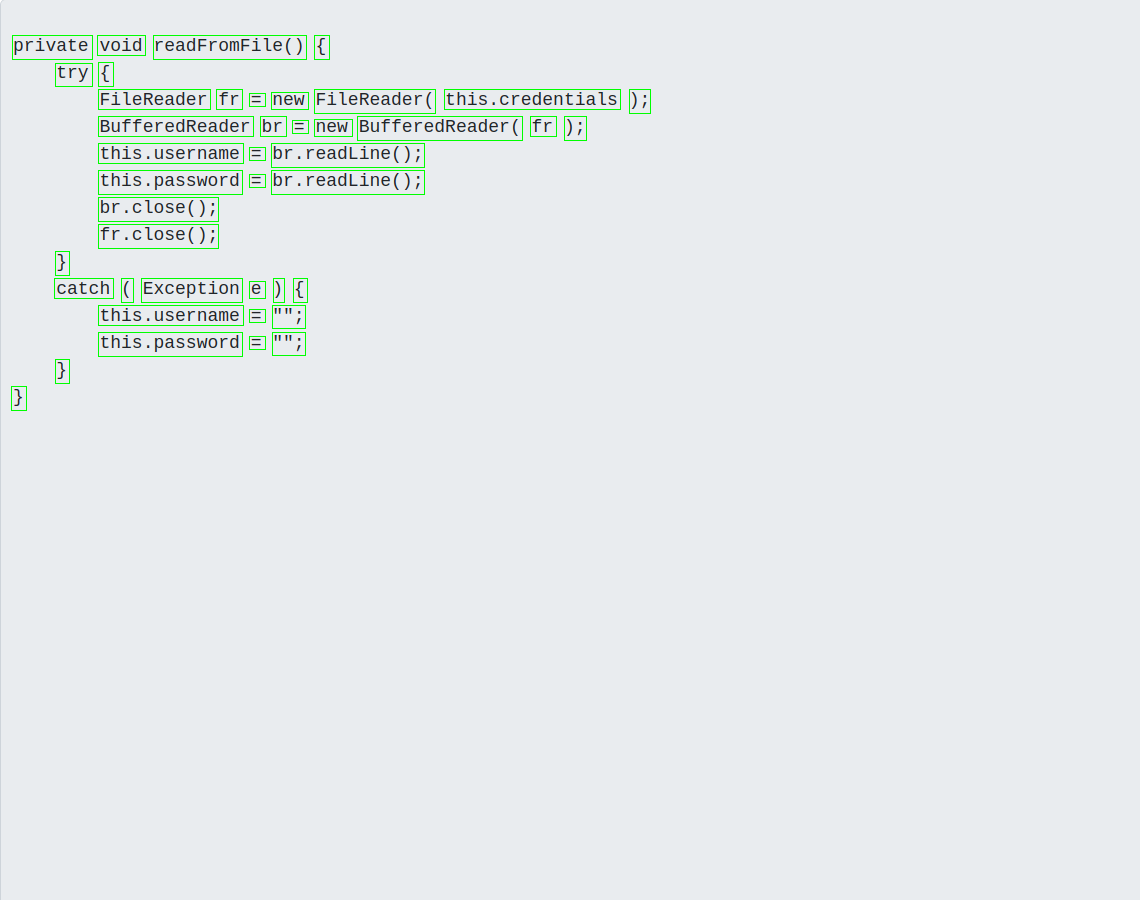 private void readFromFile() {
try {
FileReader fr = new FileReader( this.credentials );
BufferedReader br = new BufferedReader( fr );
this.username = br.readLine();
this.password = br.readLine();
br.close();
fr.close();
}
catch ( Exception e ) {
this.username = "";
this.password = "";
}
}